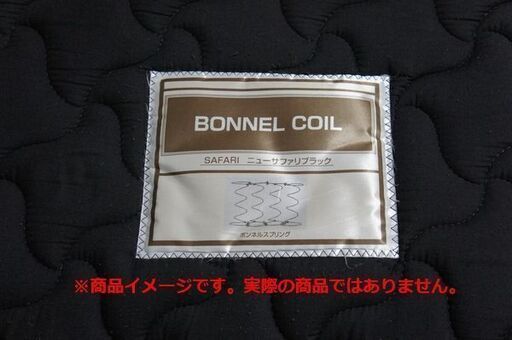 BONNEL COIL
SAFARI ニューサファリブラック
ボンネルスプリング
※商品イメージです。実際の商品ではありません。